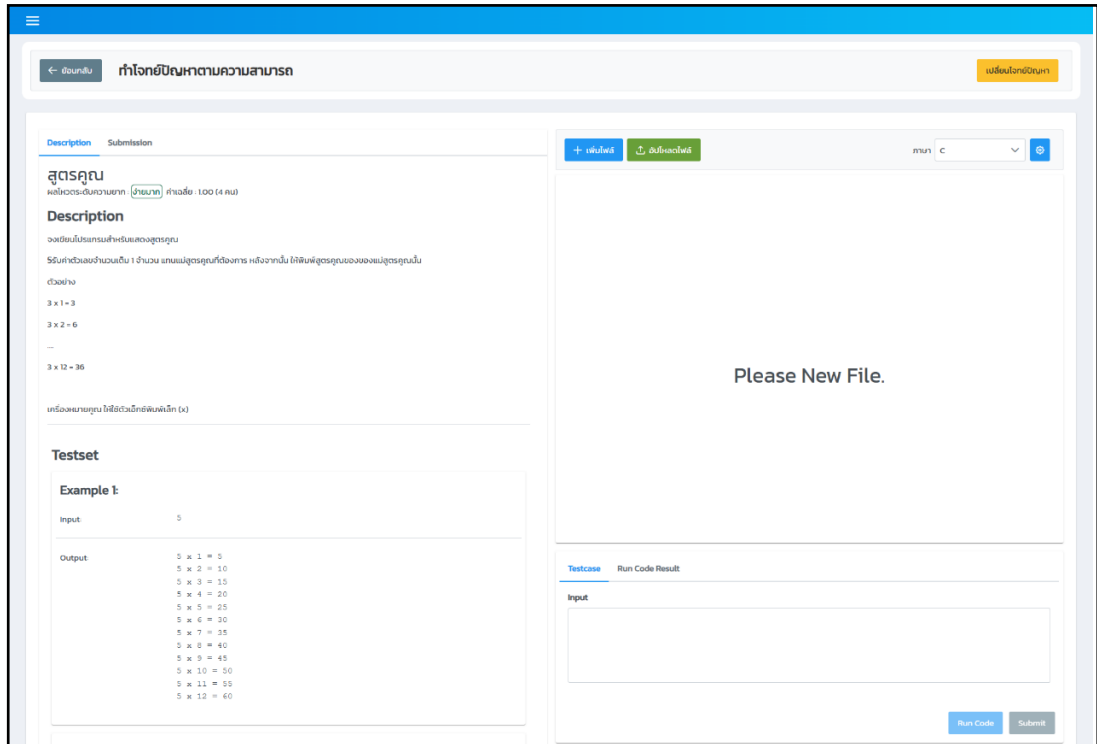 ← ย้อนกลับ
ทำโจทย์ปัญหาตามความสามารถ
เปลี่ยนโจทย์ปัญหา
Description Submission
สูตรคูณ
ผลโหวตระดับความยาก : ง่ายมาก ค่าเฉลี่ย : 1.00 (4 คน)
Description
จงเขียนโปรแกรมสำหรับแสดงสูตรคูณ
รับค่าตัวเลขจำนวนเต็ม 1 จำนวน แทนแม่สูตรคูณที่ต้องการ หลังจากนั้น ให้พิมพ์สูตรคูณของของแม่สูตรคูณนั้น
ตัวอย่าง
3 x 1 = 3
3 x 2 = 6
...
3 x 12 = 36
เครื่องหมายคูณ ให้ใช้ตัวเอ็กซ์พิมพ์เล็ก (x)
Testset
Example 1:
Input: 5
Output: 5 x 1 = 5
5 x 2 = 10
5 x 3 = 15
5 x 4 = 20
5 x 5 = 25
5 x 6 = 30
5 x 7 = 35
5 x 8 = 40
5 x 9 = 45
5 x 10 = 50
5 x 11 = 55
5 x 12 = 60
+ เพิ่มไฟล์ อัปโหลดไฟล์ ภาษา C
Please New File.
Testcase Run Code Result
Input
Run Code Submit